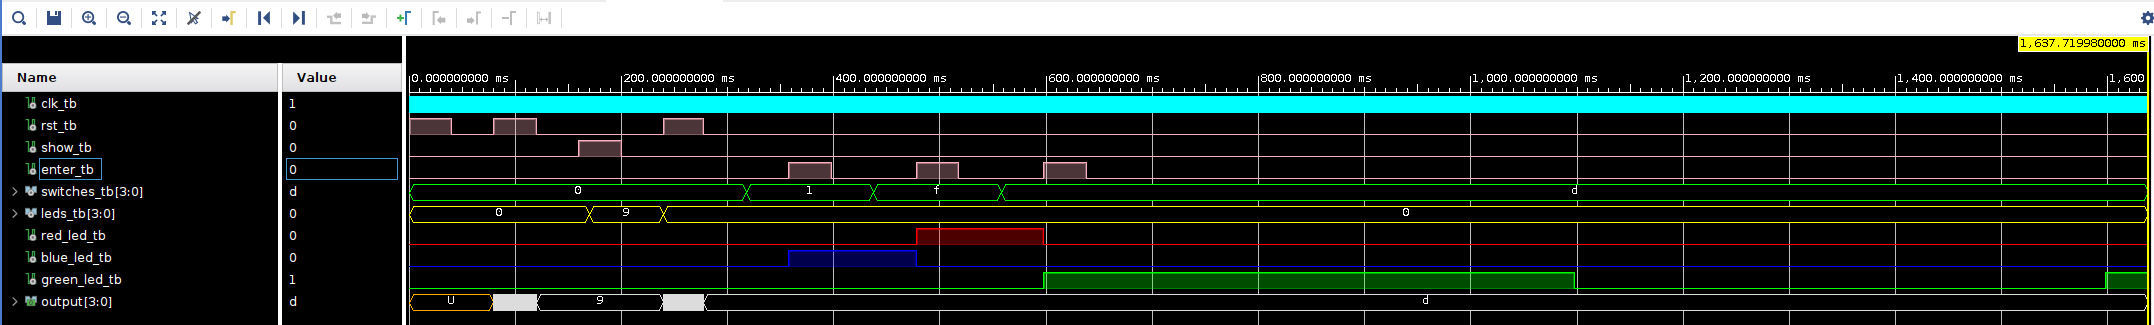 1,637.719980000 ms
Name Value
0.000000000 ms 200.000000000 ms 400.000000000 ms 600.000000000 ms 800.000000000 ms 1,000.000000000 ms 1,200.000000000 ms 1,400.000000000 ms 1,600
clk_tb 1
rst_tb 0
show_tb 0
enter_tb 0
switches_tb[3:0] d 0 1 f d
leds_tb[3:0] 0 0 9 0
red_led_tb 0
blue_led_tb 0
green_led_tb 1
output[3:0] d U 9 d